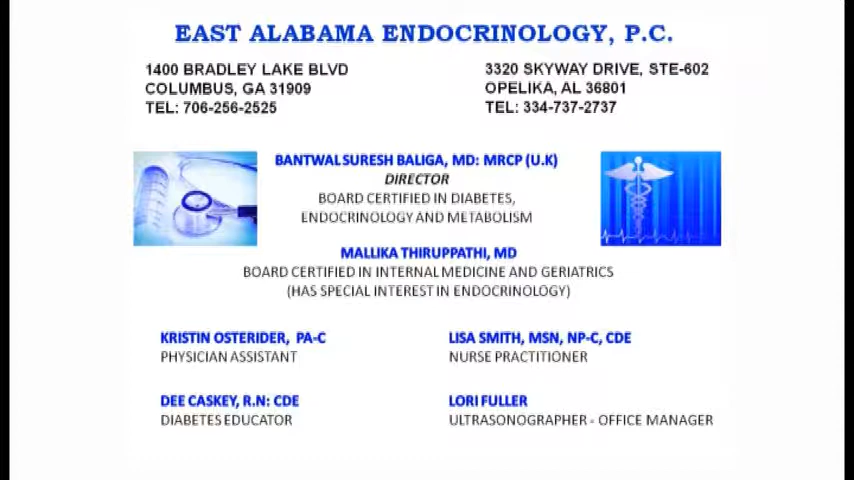 EAST ALABAMA ENDOCRINOLOGY, P.C.
1400 BRADLEY LAKE BLVD
COLUMBUS, GA 31909
TEL: 706-256-2525
3320 SKYWAY DRIVE, STE-602
OPELIKA, AL 36801
TEL: 334-737-2737
BANTWAL SURESH BALIGA, MD: MRCP (U.K)
DIRECTOR
BOARD CERTIFIED IN DIABETES,
ENDOCRINOLOGY AND METABOLISM
MALLIKA THIRUPPATHI, MD
BOARD CERTIFIED IN INTERNAL MEDICINE AND GERIATRICS
(HAS SPECIAL INTEREST IN ENDOCRINOLOGY)
KRISTIN OSTERIDER, PA-C
PHYSICIAN ASSISTANT
LISA SMITH, MSN, NP-C, CDE
NURSE PRACTITIONER
DEE CASKEY, R.N: CDE
DIABETES EDUCATOR
LORI FULLER
ULTRASONOGRAPHER - OFFICE MANAGER